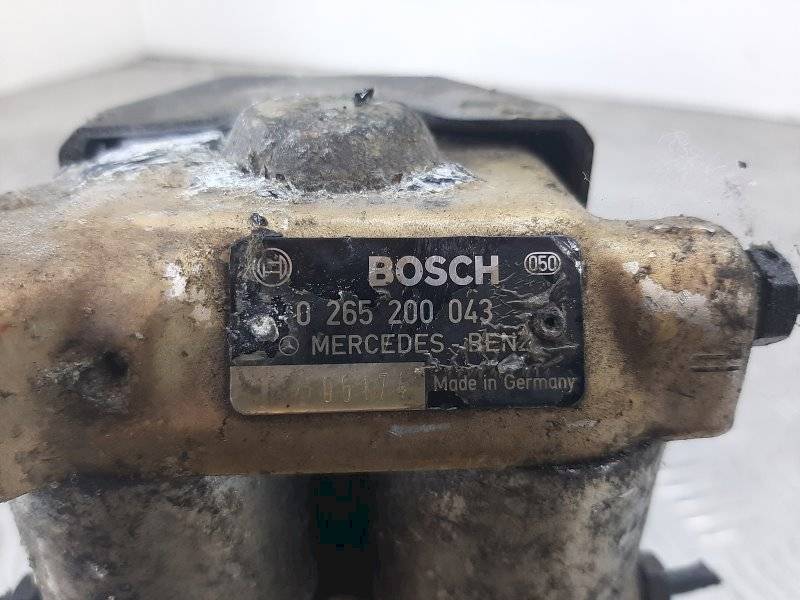 BOSCH 050
0 265 200 043
MERCEDES-BENZ
Made in Germany